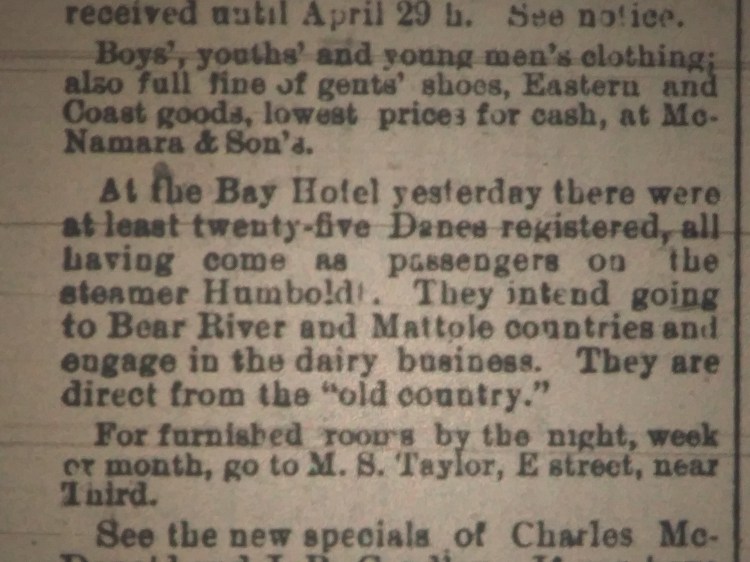 received until April 29 h. See notice.
Boys', youths' and young men's clothing;
also full line of gents' shoes, Eastern and
Coast goods, lowest prices for cash, at Mc-
Namara & Son's.
At the Bay Hotel yesterday there were
at least twenty-five Danes registered, all
having come as passengers on the
steamer Humboldt. They intend going
to Bear River and Mattole countries and
engage in the dairy business. They are
direct from the "old country."
For furnished rooms by the night, week
or month, go to M. S. Taylor, E street, near
Third.
See the new specials of Charles Mc-